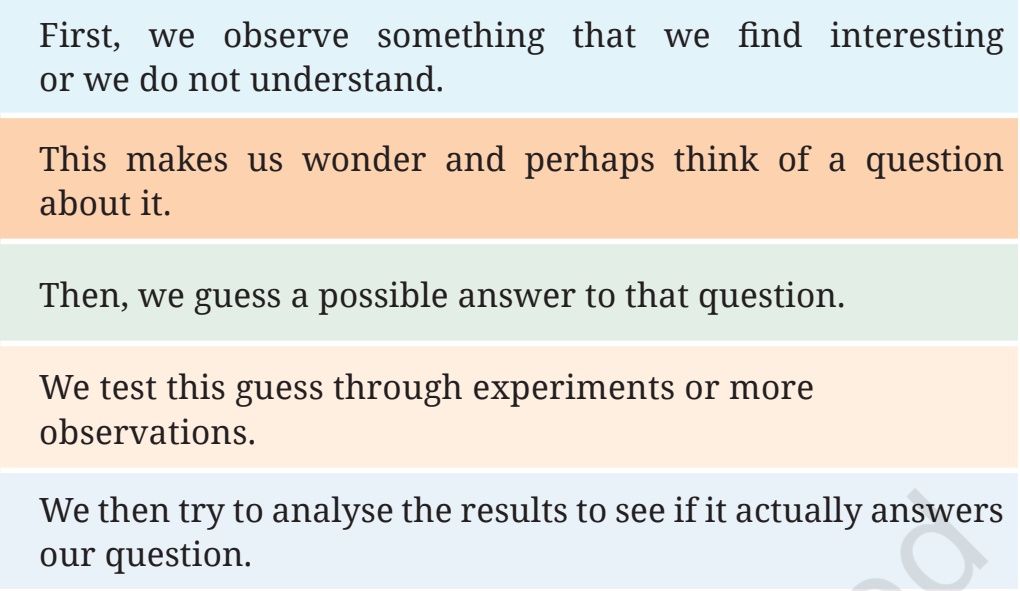 First, we observe something that we find interesting
or we do not understand.
This makes us wonder and perhaps think of a question
about it.
Then, we guess a possible answer to that question.
We test this guess through experiments or more
observations.
We then try to analyse the results to see if it actually answers
our question.